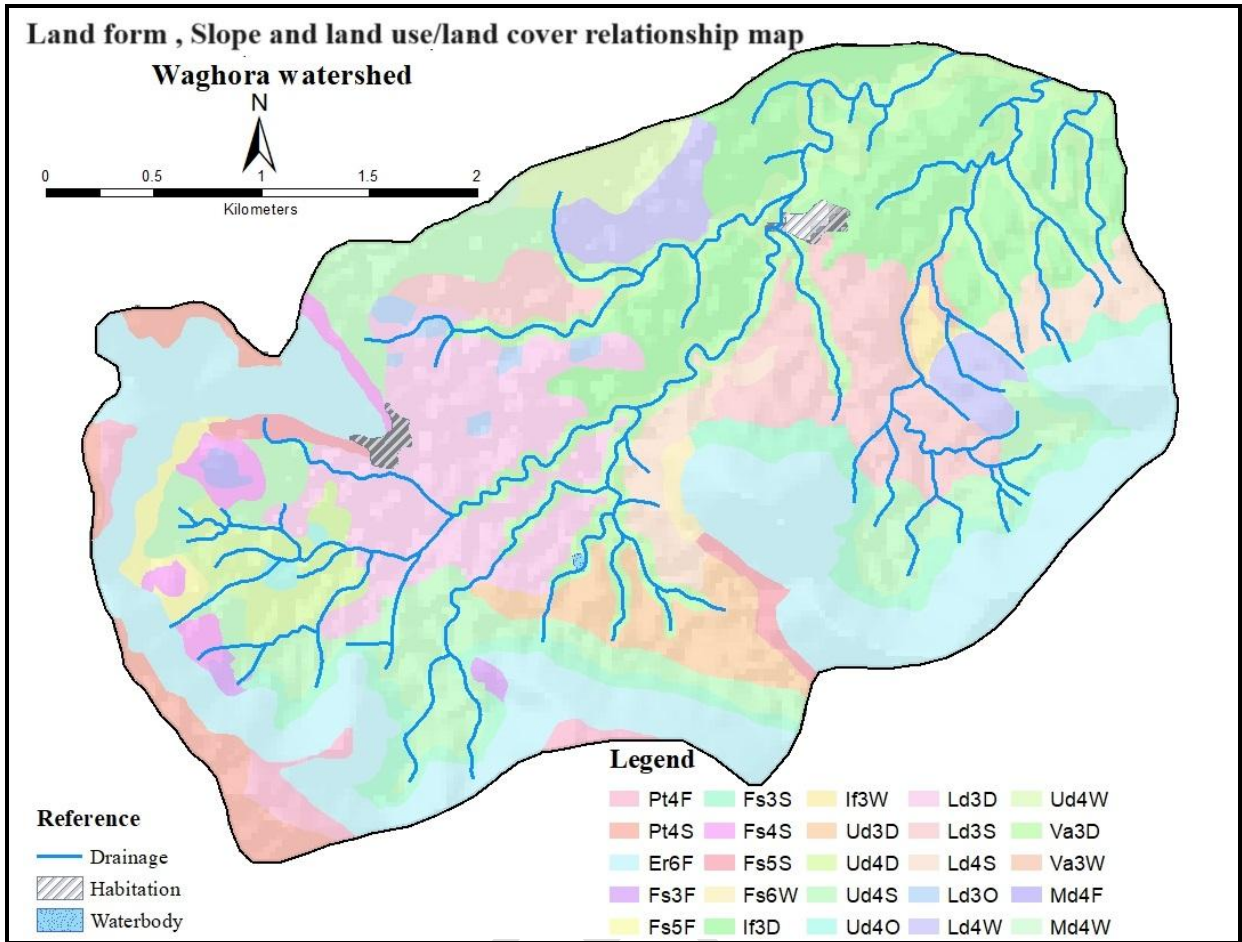 Land form , Slope and land use/land cover relationship map
Waghora watershed
N
0 0.5 1 1.5 2
Kilometers
Legend
Pt4F Fs3S If3W Ld3D Ud4W
Pt4S Fs4S Ud3D Ld3S Va3D
Er6F Fs5S Ud4D Ld4S Va3W
Fs3F Fs6W Ud4S Ld3O Md4F
Fs5F If3D Ud4O Ld4W Md4W
Reference
Drainage
Habitation
Waterbody